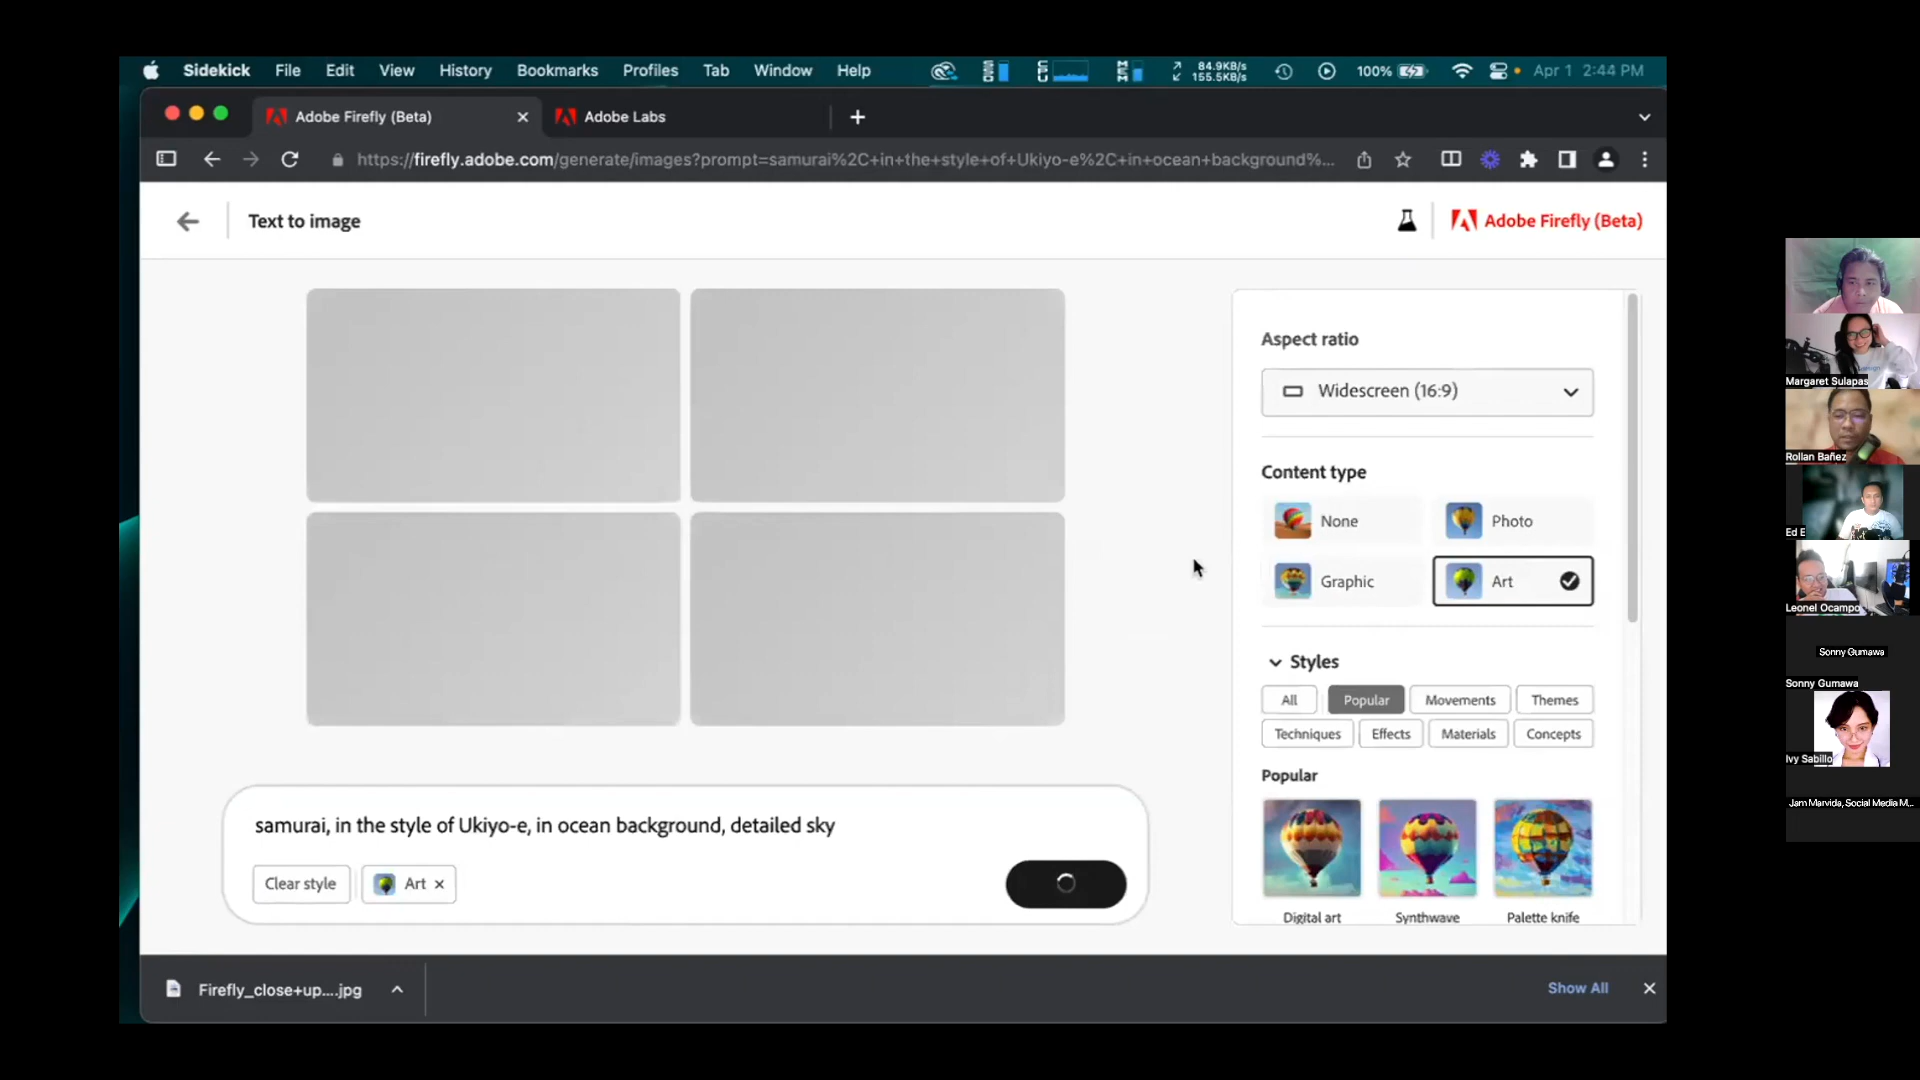 Sidekick File Edit View History Bookmarks Profiles Tab Window Help 84.9KB/s 155.5KB/s 100% Apr 1 2:44 PM
Adobe Firefly (Beta) Adobe Labs
https://firefly.adobe.com/generate/images?prompt=samurai%2C+in+the+style+of+Ukiyo-e%2C+in+ocean+background%...
Text to image
Adobe Firefly (Beta)
Aspect ratio
Widescreen (16:9)
Content type
None Photo
Graphic Art
Styles
All Popular Movements Themes
Techniques Effects Materials Concepts
Popular
Digital art Synthwave Palette knife
samurai, in the style of Ukiyo-e, in ocean background, detailed sky
Clear style Art
Firefly_close+up....jpg
Show All
Margaret Sulapas
Rollan Bañez
Ed E
Leonel Ocampo
Sonny Gumawa
Sonny Gumawa
Ivy Sabillo
Jam Marvida, Social Media M...